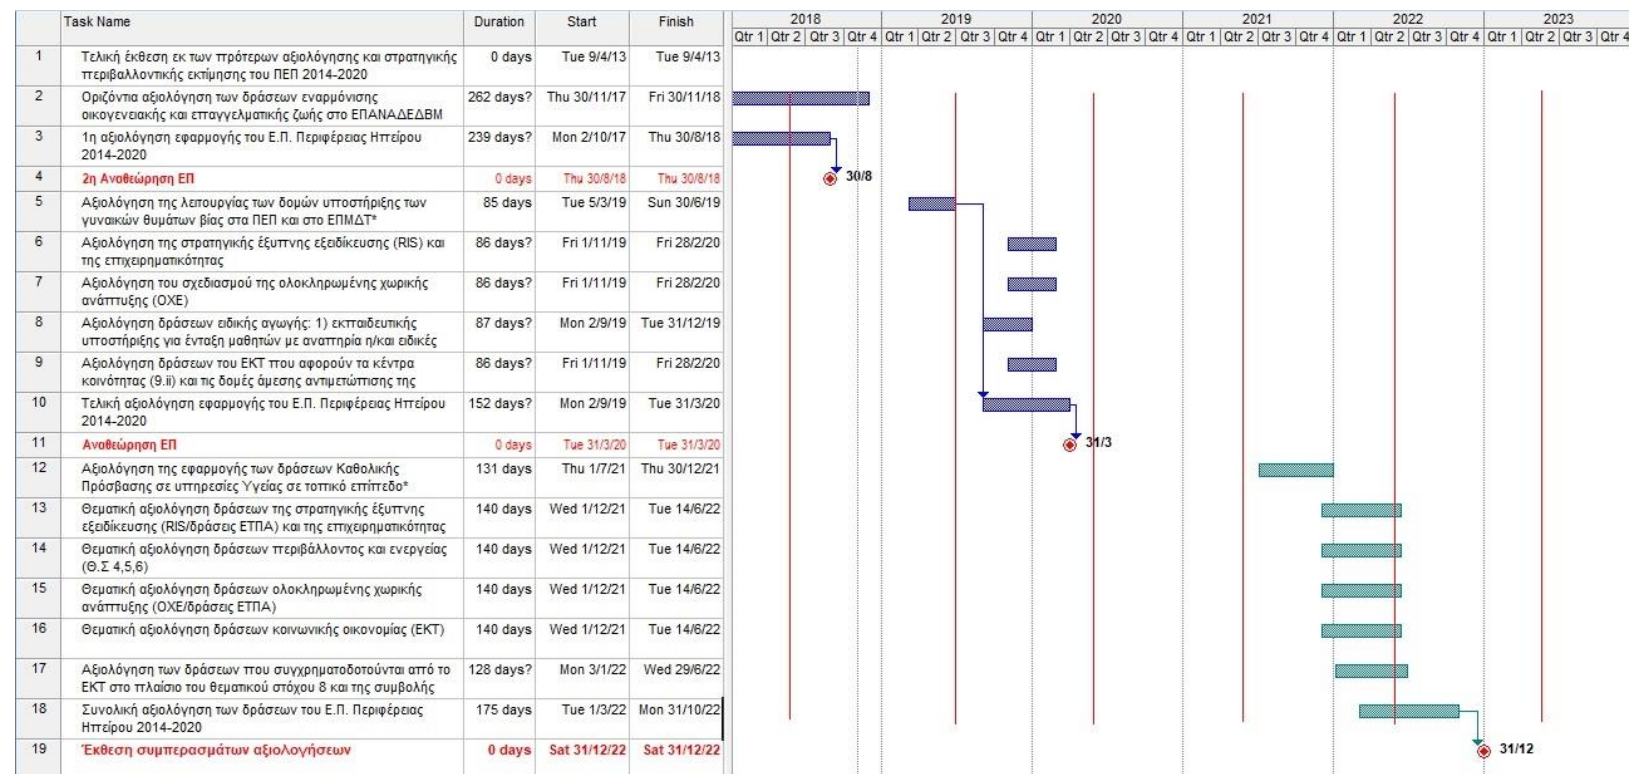 Task Name Duration Start Finish 2018 2019 2020 2021 2022 2023
Qtr 1 Qtr 2 Qtr 3 Qtr 4 Qtr 1 Qtr 2 Qtr 3 Qtr 4 Qtr 1 Qtr 2 Qtr 3 Qtr 4 Qtr 1 Qtr 2 Qtr 3 Qtr 4 Qtr 1 Qtr 2 Qtr 3 Qtr 4 Qtr 1 Qtr 2 Qtr 3 Qtr 4
1 Τελική έκθεση εκ των πρότερων αξιολόγησης και στρατηγικής 0 days Tue 9/4/13 Tue 9/4/13
περιβαλλοντικής εκτίμησης του ΠΕΠ 2014-2020
2 Οριζόντια αξιολόγηση των δράσεων εναρμόνισης 262 days? Thu 30/11/17 Fri 30/11/18
οικογενειακής και επαγγελματικής ζωής στο ΕΠΑΝΑΔΕΔΒΜ
3 1η αξιολόγηση εφαρμογής του Ε.Π. Περιφέρειας Ηπείρου 239 days? Mon 2/10/17 Thu 30/8/18
2014-2020
4 2η Αναθεώρηση ΕΠ 0 days Thu 30/8/18 Thu 30/8/18 30/8
5 Αξιολόγηση της λειτουργίας των δομών υποστήριξης των 85 days Tue 5/3/19 Sun 30/6/19
γυναικών θυμάτων βίας στα ΠΕΠ και στο ΕΠΜΔΤ*
6 Αξιολόγηση της στρατηγικής έξυπνης εξειδίκευσης (RIS) και 86 days? Fri 1/11/19 Fri 28/2/20
της επιχειρηματικότητας
7 Αξιολόγηση του σχεδιασμού της ολοκληρωμένης χωρικής 86 days? Fri 1/11/19 Fri 28/2/20
ανάπτυξης (ΟΧΕ)
8 Αξιολόγηση δράσεων ειδικής αγωγής: 1) εκπαιδευτικής 87 days? Mon 2/9/19 Tue 31/12/19
υποστήριξης για ένταξη μαθητών με αναπηρία η/και ειδικές
9 Αξιολόγηση δράσεων του ΕΚΤ που αφορούν τα κέντρα 86 days? Fri 1/11/19 Fri 28/2/20
κοινότητας (9.ii) και τις δομές άμεσης αντιμετώπισης της
10 Τελική αξιολόγηση εφαρμογής του Ε.Π. Περιφέρειας Ηπείρου 152 days? Mon 2/9/19 Tue 31/3/20
2014-2020
11 Αναθεώρηση ΕΠ 0 days Tue 31/3/20 Tue 31/3/20 31/3
12 Αξιολόγηση της εφαρμογής των δράσεων Καθολικής 131 days Thu 1/7/21 Thu 30/12/21
Πρόσβασης σε υπηρεσίες Υγείας σε τοπικό επίπεδο*
13 Θεματική αξιολόγηση δράσεων της στρατηγικής έξυπνης 140 days Wed 1/12/21 Tue 14/6/22
εξειδίκευσης (RIS/δράσεις ΕΤΠΑ) και της επιχειρηματικότητας
14 Θεματική αξιολόγηση δράσεων περιβάλλοντος και ενεργείας 140 days Wed 1/12/21 Tue 14/6/22
(Θ.Σ 4,5,6)
15 Θεματική αξιολόγηση δράσεων ολοκληρωμένης χωρικής 140 days Wed 1/12/21 Tue 14/6/22
ανάπτυξης (ΟΧΕ/δράσεις ΕΤΠΑ)
16 Θεματική αξιολόγηση δράσεων κοινωνικής οικονομίας (ΕΚΤ) 140 days Wed 1/12/21 Tue 14/6/22
17 Αξιολόγηση των δράσεων που συγχρηματοδοτούνται από το 128 days? Mon 3/1/22 Wed 29/6/22
ΕΚΤ στο πλαίσιο του θεματικού στόχου 8 και της συμβολής
18 Συνολική αξιολόγηση των δράσεων του Ε.Π. Περιφέρειας 175 days Tue 1/3/22 Mon 31/10/22
Ηπείρου 2014-2020
19 Έκθεση συμπερασμάτων αξιολογήσεων 0 days Sat 31/12/22 Sat 31/12/22 31/12